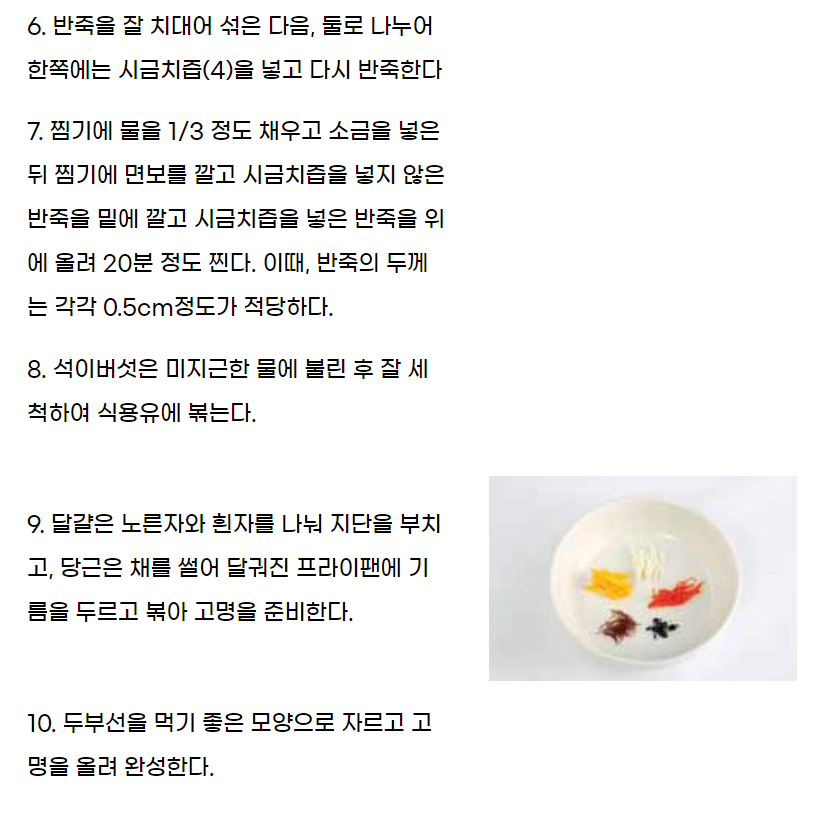 6. 반죽을 잘 치대어 섞은 다음, 둘로 나누어
한쪽에는 시금치즙(4)을 넣고 다시 반죽한다
7. 찜기에 물을 1/3 정도 채우고 소금을 넣은
뒤 찜기에 면보를 깔고 시금치즙을 넣지 않은
반죽을 밑에 깔고 시금치즙을 넣은 반죽을 위
에 올려 20분 정도 찐다. 이때, 반죽의 두께
는 각각 0.5cm정도가 적당하다.
8. 석이버섯은 미지근한 물에 불린 후 잘 세
척하여 식용유에 볶는다.
9. 달걀은 노른자와 흰자를 나눠 지단을 부치
고, 당근은 채를 썰어 달궈진 프라이팬에 기
름을 두르고 볶아 고명을 준비한다.
10. 두부선을 먹기 좋은 모양으로 자르고 고
명을 올려 완성한다.